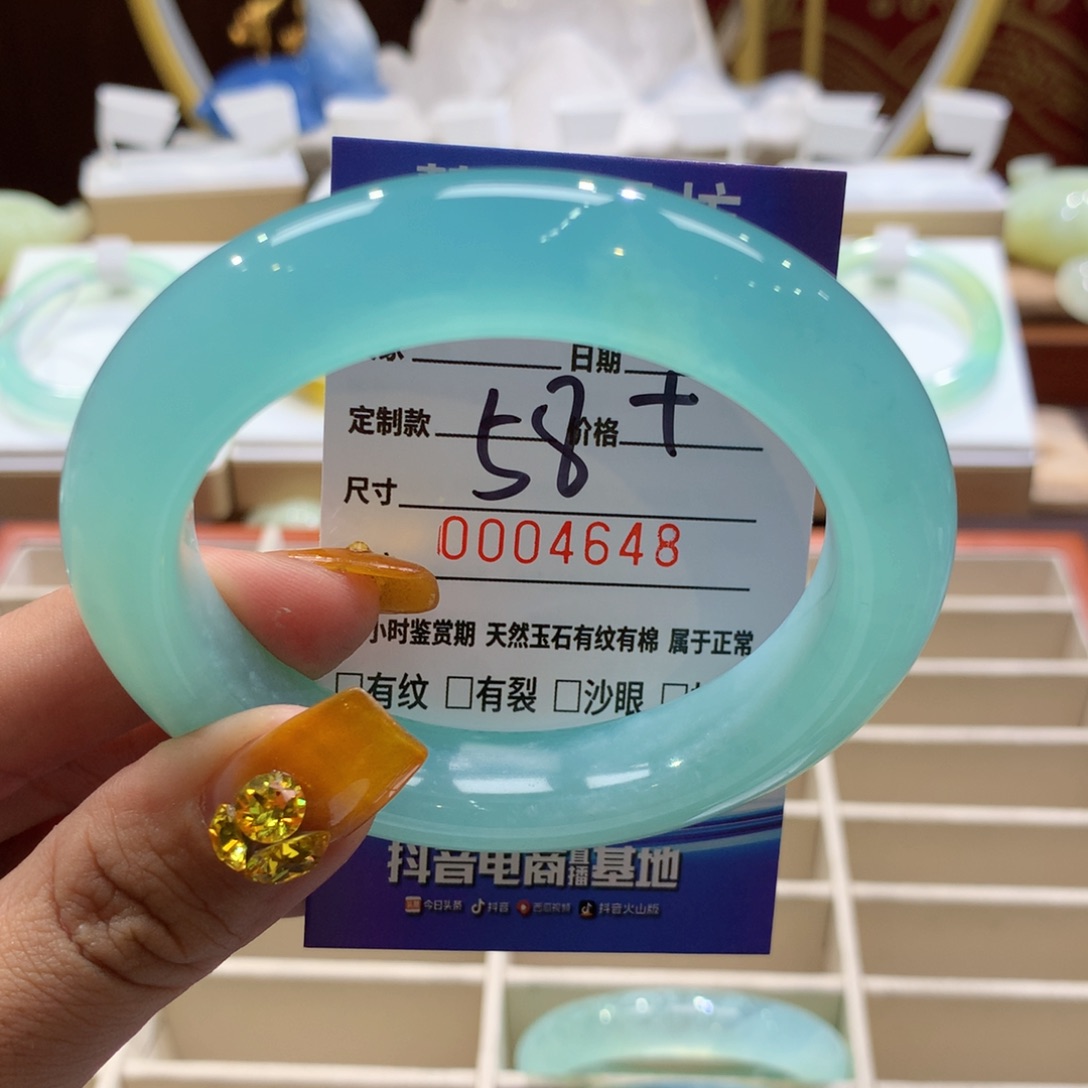 坊
日期
定制款 价格
58+
尺寸
0004648
小时鉴赏期 天然玉石有纹有棉 属于正常
□有纹 □有裂 □沙眼
抖音电商直播基地
今日头条 抖音 西瓜视频 抖音火山版